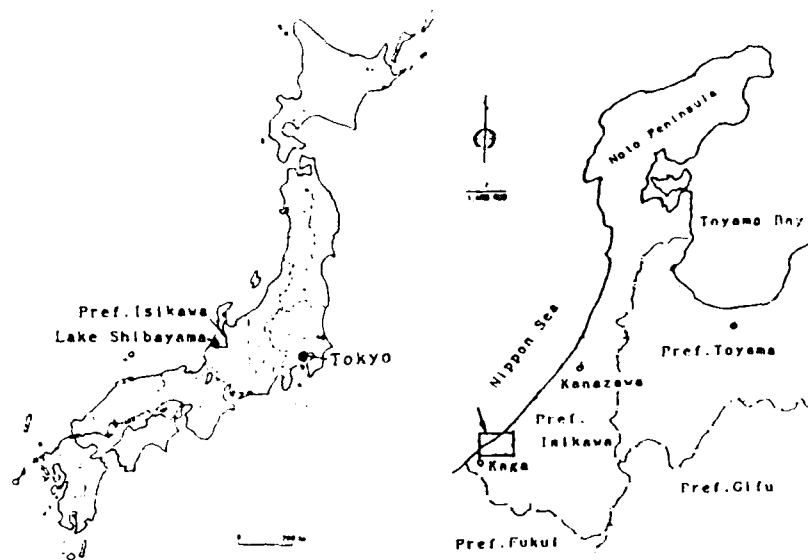 Pref.Isikawa
Lake Shibayama
Tokyo
Noto Peninsula
Toyama Bay
Nippon Sea
Pref.Toyama
Kanazawa
Pref.
Isikawa
Kaga
Pref.Gifu
Pref.Fukui